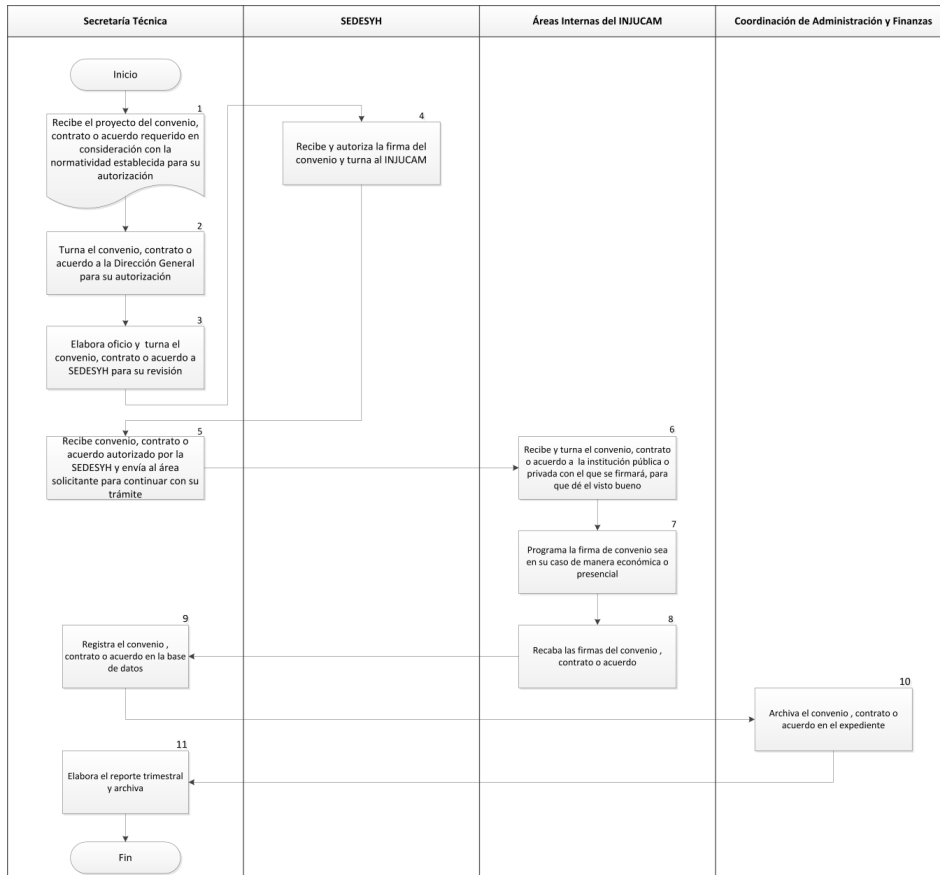 Secretaría Técnica
SEDESYH
Áreas Internas del INJUCAM
Coordinación de Administración y Finanzas
Inicio
1
Recibe el proyecto del convenio,
contrato o acuerdo requerido en
consideración con la
normatividad establecida para su
autorización
2
Turna el convenio, contrato o
acuerdo a la Dirección General
para su autorización
3
Elabora oficio y turna el
convenio, contrato o acuerdo a
SEDESYH para su revisión
4
Recibe y autoriza la firma del
convenio y turna al INJUCAM
5
Recibe convenio, contrato o
acuerdo autorizado por la
SEDESYH y envía al área
solicitante para continuar con su
trámite
6
Recibe y turna el convenio, contrato
o acuerdo a la institución pública o
privada con el que se firmará, para
que dé el visto bueno
7
Programa la firma de convenio sea
en su caso de manera económica o
presencial
8
Recaba las firmas del convenio ,
contrato o acuerdo
9
Registra el convenio ,
contrato o acuerdo en la base
de datos
10
Archiva el convenio , contrato o
acuerdo en el expediente
11
Elabora el reporte trimestral
y archiva
Fin